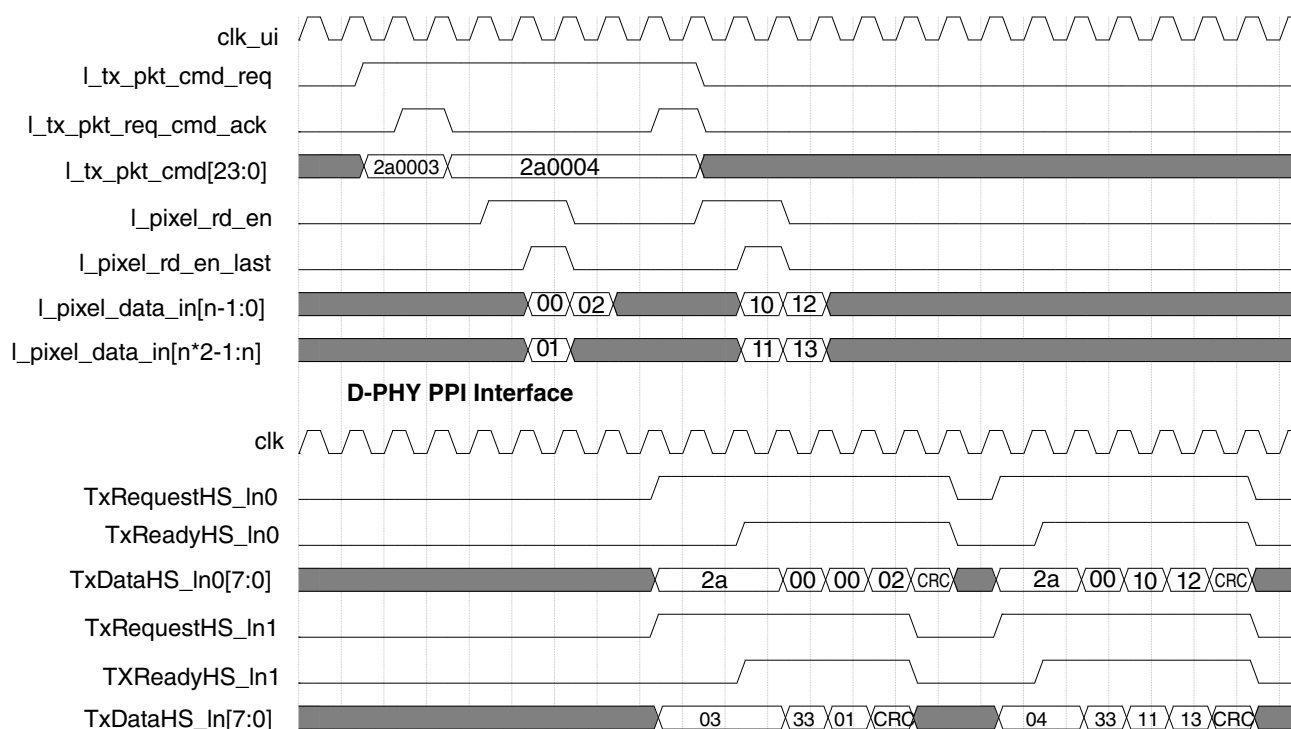 clk_ui
l_tx_pkt_cmd_req
l_tx_pkt_req_cmd_ack
l_tx_pkt_cmd[23:0] 2a0003 2a0004
l_pixel_rd_en
l_pixel_rd_en_last
l_pixel_data_in[n-1:0] 00 02 10 12
l_pixel_data_in[n*2-1:n] 01 11 13
D-PHY PPI Interface
clk
TxRequestHS_ln0
TxReadyHS_ln0
TxDataHS_ln0[7:0] 2a 00 00 02 CRC 2a 00 10 12 CRC
TxRequestHS_ln1
TXReadyHS_ln1
TxDataHS_ln[7:0] 03 33 01 CRC 04 33 11 13 CRC